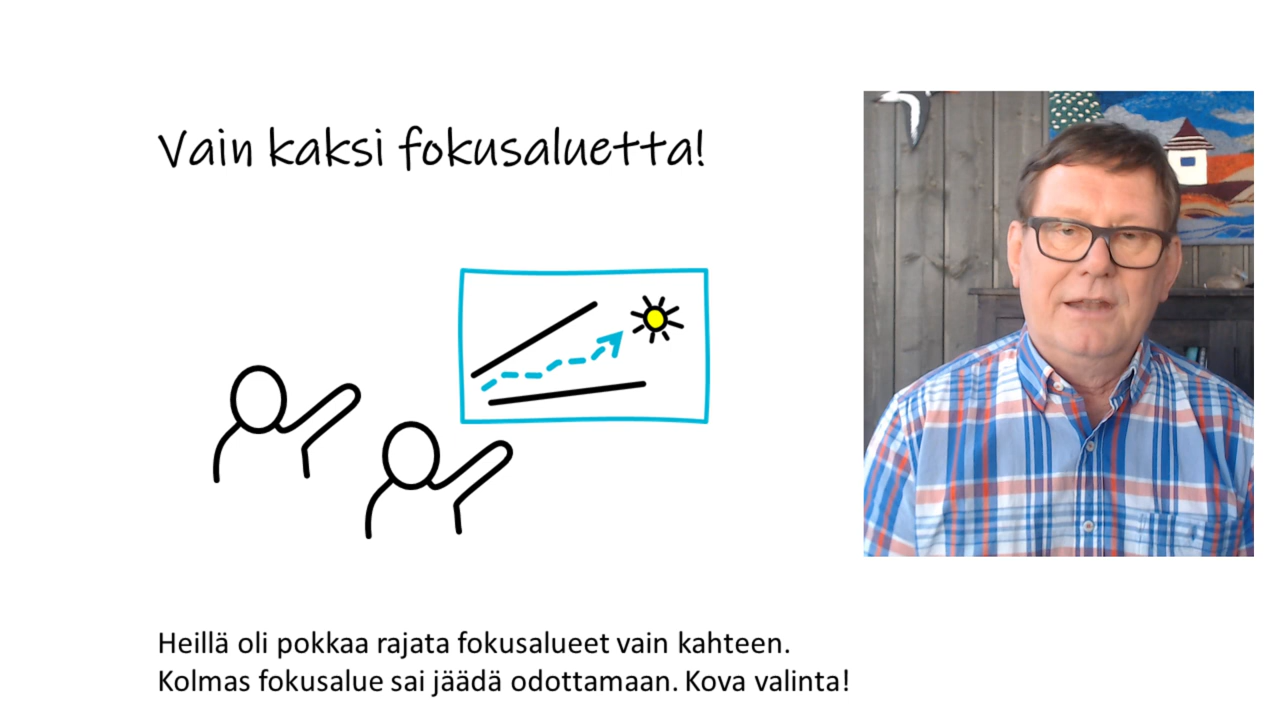 Vain kaksi fokusaluetta!
Heillä oli pokkaa rajata fokusalueet vain kahteen.
Kolmas fokusalue sai jäädä odottamaan. Kova valinta!